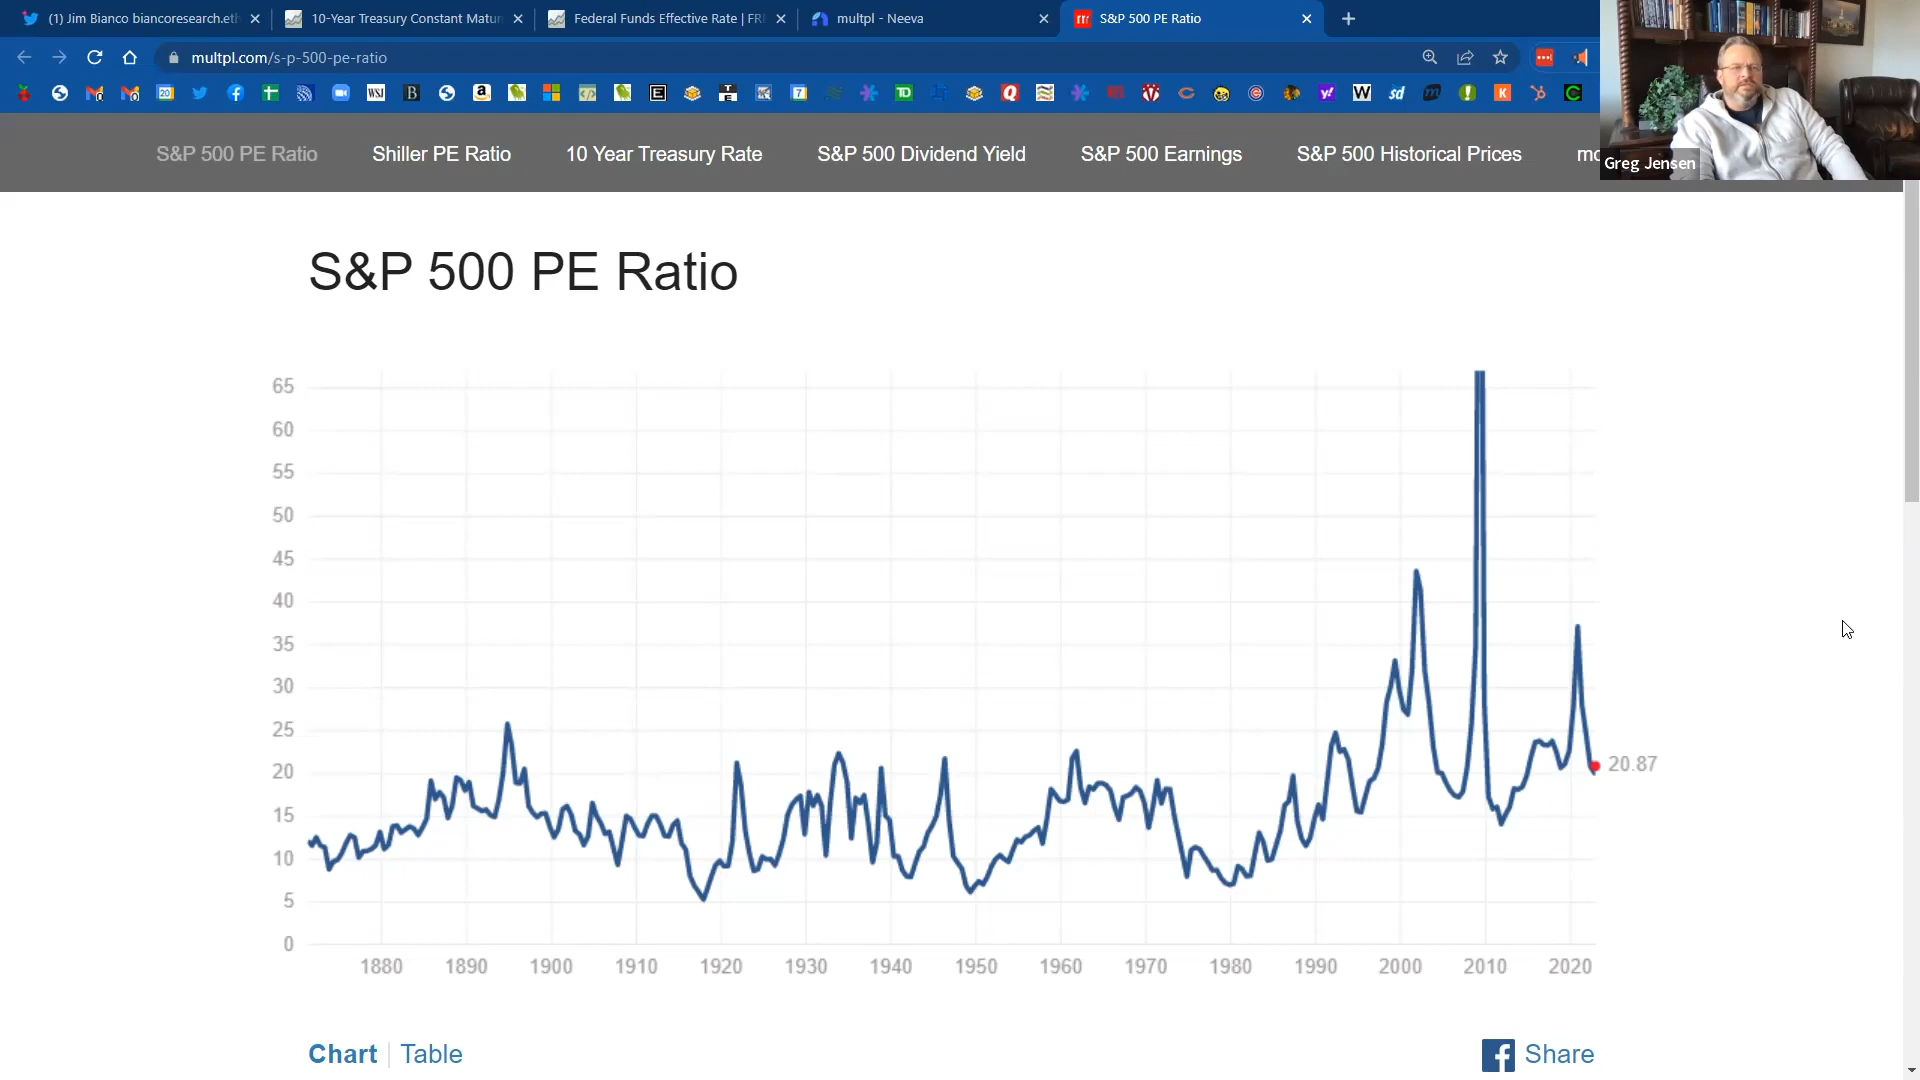 (1) Jim Bianco biancoresearch.eth
10-Year Treasury Constant Matur
Federal Funds Effective Rate | FR
multpl - Neeva
S&P 500 PE Ratio
multpl.com/s-p-500-pe-ratio
S&P 500 PE Ratio
Shiller PE Ratio
10 Year Treasury Rate
S&P 500 Dividend Yield
S&P 500 Earnings
S&P 500 Historical Prices
mo
Greg Jensen
S&P 500 PE Ratio
65
60
55
50
45
40
35
30
25
20
15
10
5
0
20.87
1880 1890 1900 1910 1920 1930 1940 1950 1960 1970 1980 1990 2000 2010 2020
Chart | Table
Share